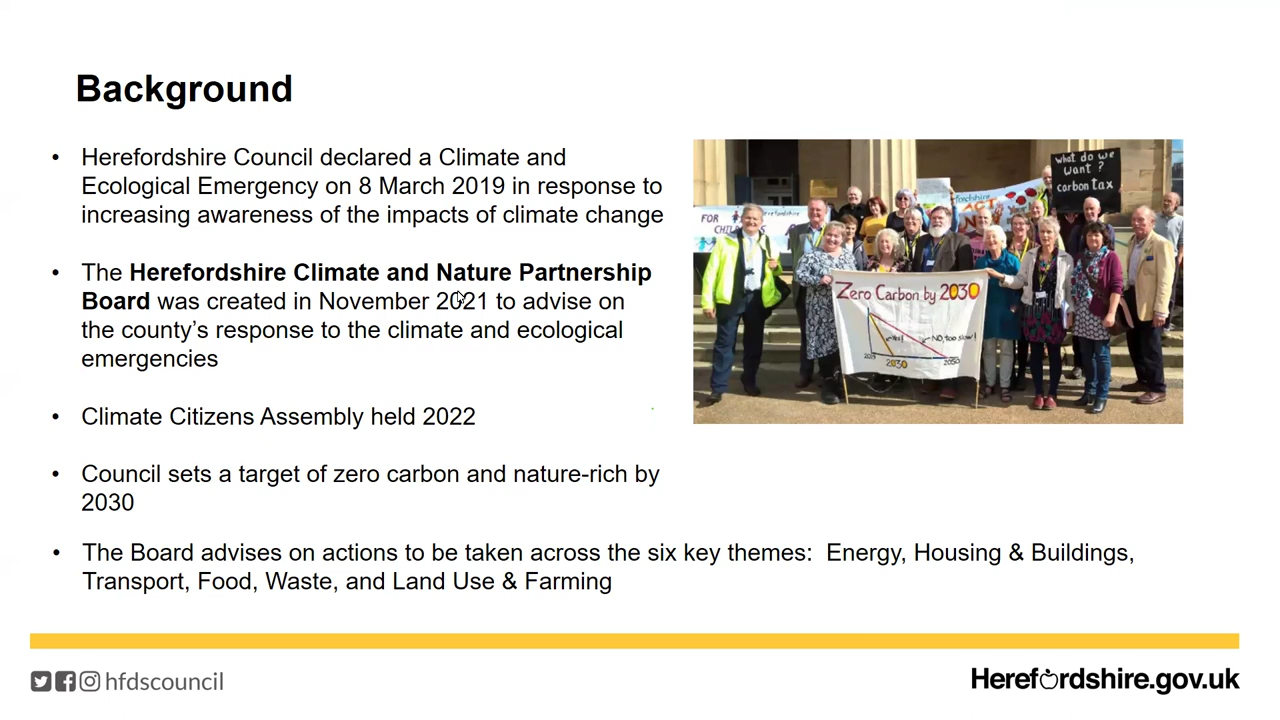 Background
• Herefordshire Council declared a Climate and
Ecological Emergency on 8 March 2019 in response to
increasing awareness of the impacts of climate change
• The Herefordshire Climate and Nature Partnership
Board was created in November 2021 to advise on
the county's response to the climate and ecological
emergencies
• Climate Citizens Assembly held 2022
• Council sets a target of zero carbon and nature-rich by
2030
• The Board advises on actions to be taken across the six key themes: Energy, Housing & Buildings,
Transport, Food, Waste, and Land Use & Farming
What do we
want?
carbon tax
FOR
Zero Carbon by 2030
NO, too slow!
2030
2050
hfdscouncil
Herefordshire.gov.uk